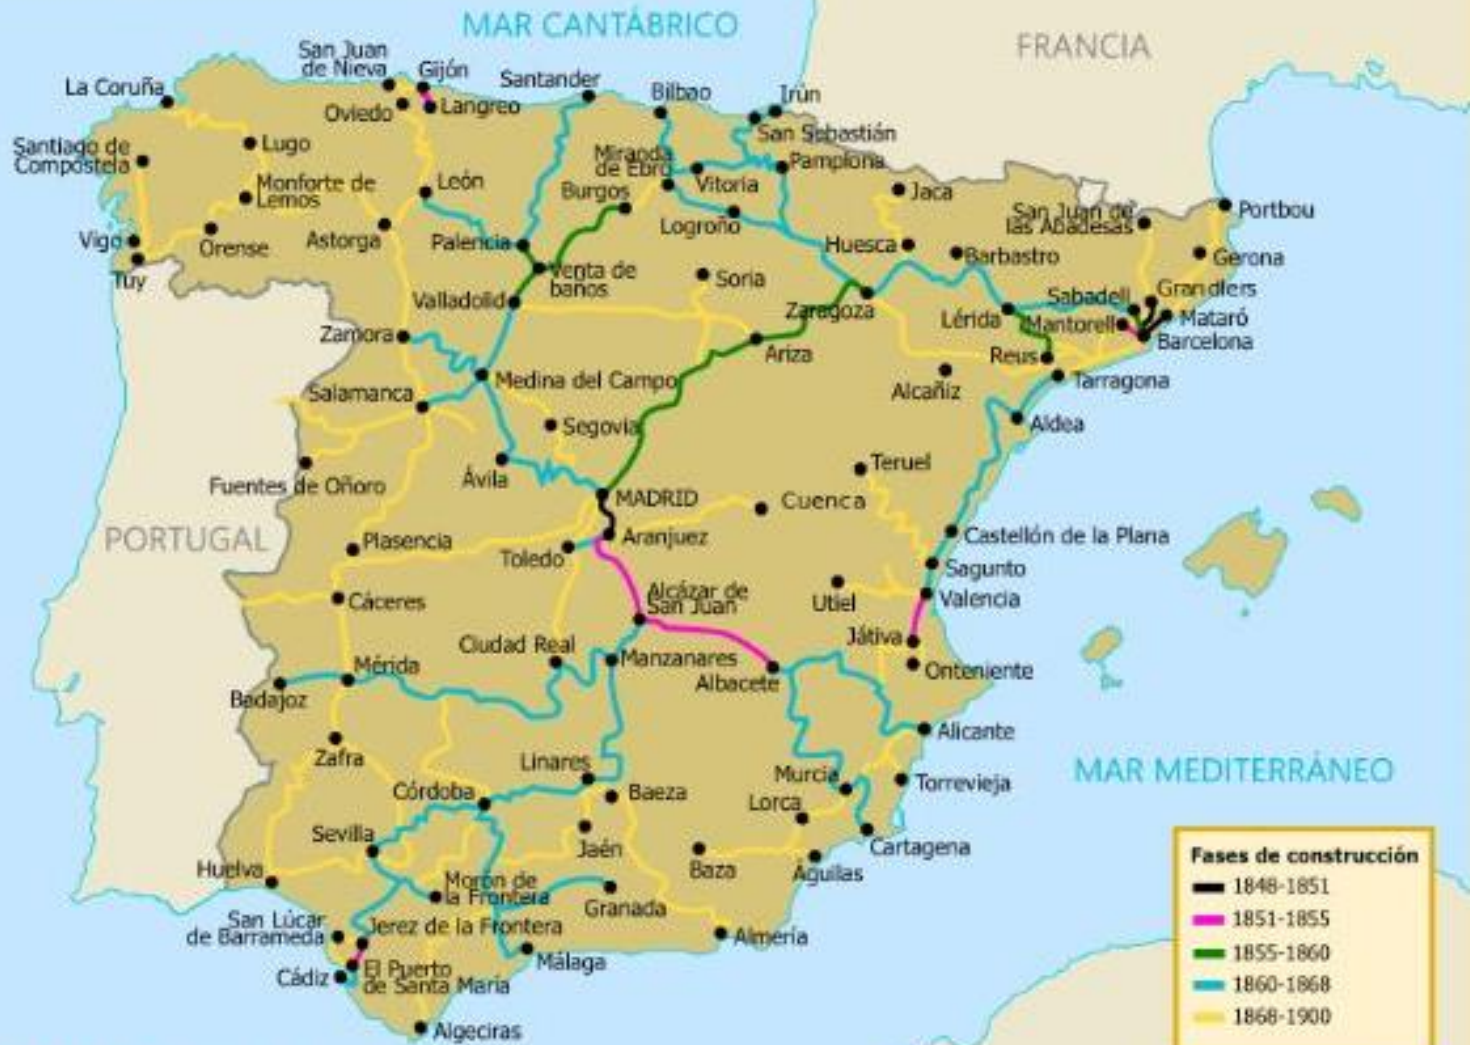 MAR CANTÁBRICO
FRANCIA
San Juan
de Nieva
Gijón
La Coruña
Santander
Bilbao
Irún
Oviedo
Langreo
San Sebastián
Lugo
Santiago de
Compostela
Miranda
de Ebro
Pamplona
Monforte de
Lemos
León
Burgos
Vitoria
Jaca
San Juan de
las Abadesas
Portbou
Vigo
Orense
Astorga
Palencia
Logroño
Huesca
Barbastro
Gerona
Tuy
Venta de
baños
Soria
Valladolid
Zaragoza
Lérida
Sabadell
Grandlers
Mantorell
Mataró
Barcelona
Zamora
Ariza
Reus
Medina del Campo
Alcañiz
Tarragona
Salamanca
Segovia
Aldea
Fuentes de Oñoro
Ávila
Teruel
MADRID
Cuenca
PORTUGAL
Plasencia
Toledo
Aranjuez
Castellón de la Plana
Sagunto
Cáceres
Alcázar de
San Juan
Utiel
Valencia
Játiva
Ciudad Real
Manzanares
Mérida
Albacete
Onteniente
Badajoz
Alicante
Zafra
Linares
Murcia
Torrevieja
MAR MEDITERRÁNEO
Córdoba
Baeza
Lorca
Sevilla
Jaén
Baza
Águilas
Cartagena
Huelva
Morón de
la Frontera
Granada
San Lúcar
de Barrameda
Jerez de la Frontera
Almería
Cádiz
El Puerto
de Santa María
Málaga
Algeciras
Fases de construcción
1848-1851
1851-1855
1855-1860
1860-1868
1868-1900